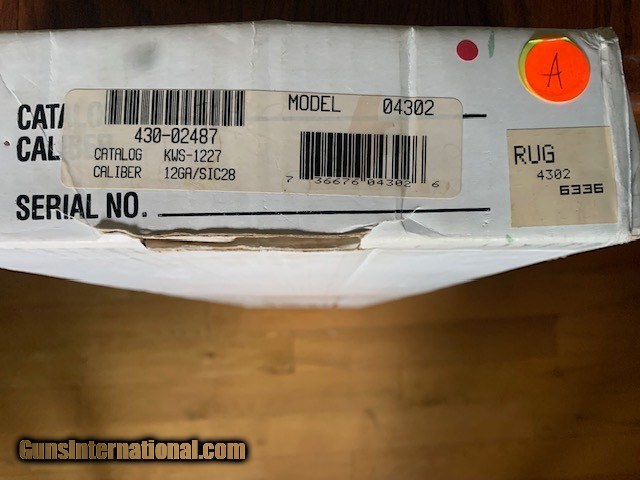 CATALO
CALIBER
SERIAL NO.
430-02487
CATALOG KWS-1227
CALIBER 12GA/SIC28
MODEL 04302
7 36676 04302 6
A
RUG
4302
6336
GunsInternational.com